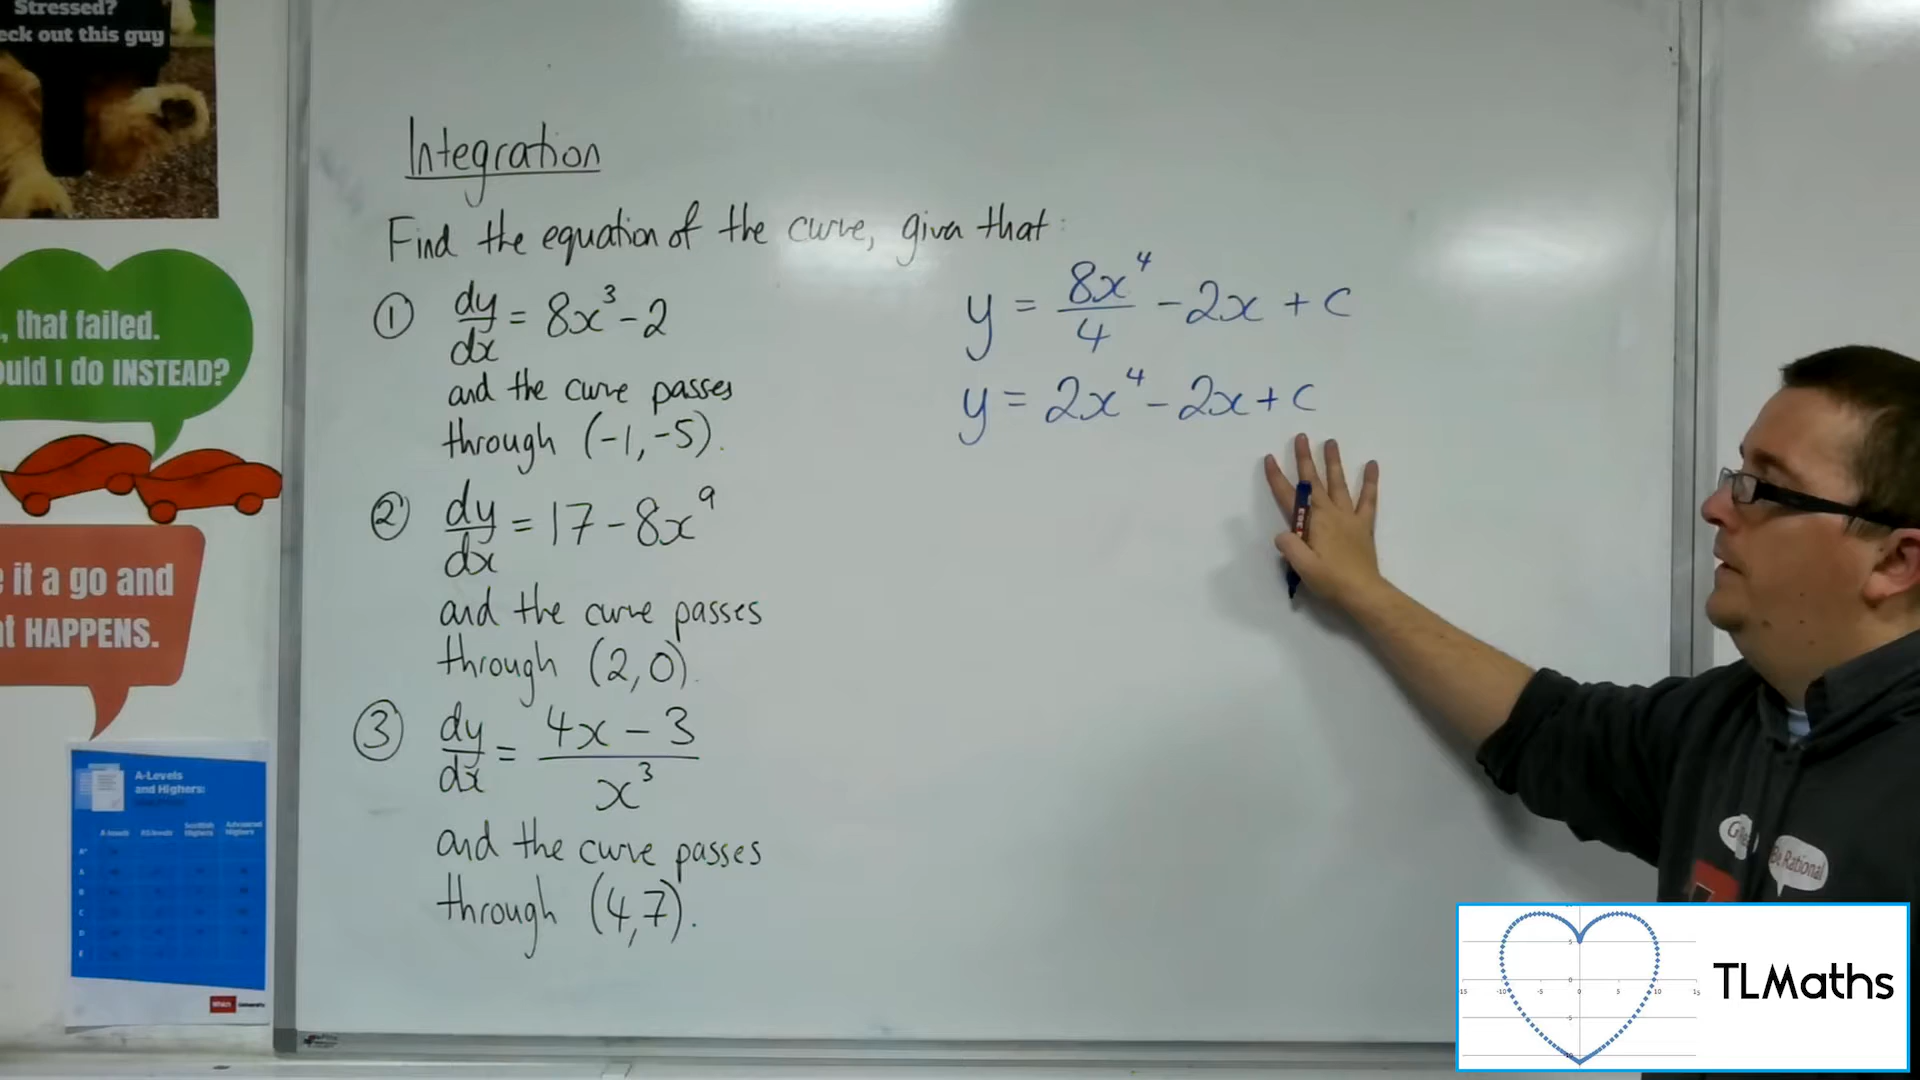 Stressed?
eck out this guy
, that failed.
ould I do INSTEAD?
it a go and
t HAPPENS.
A-Levels
and Highers:
Integration
Find the equation of the curve, given that:
① dy/dx = 8x³ - 2
and the curve passes
through (-1, -5).
② dy/dx = 17 - 8x⁹
and the curve passes
through (2, 0).
③ dy/dx = (4x - 3)/x³
and the curve passes
through (4, 7).
y = 8x⁴/4 - 2x + c
y = 2x⁴ - 2x + c
Be Rational
TLMaths